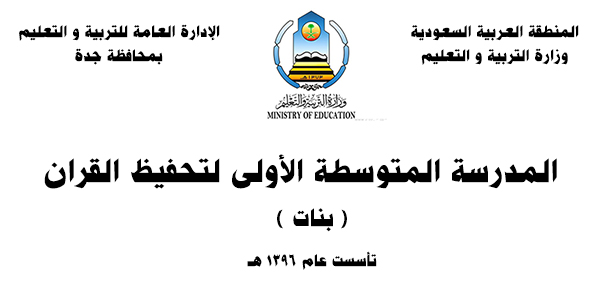 المنطقة العربية السعودية
وزارة التربية و التعليم
الإدارة العامة للتربية و التعليم
بمحافظة جدة
وزارة التربية والتعليم
MINISTRY OF EDUCATION
المدرسة المتوسطة الأولى لتحفيظ القران
( بنات )
تأسست عام ١٣٩٦ هـ